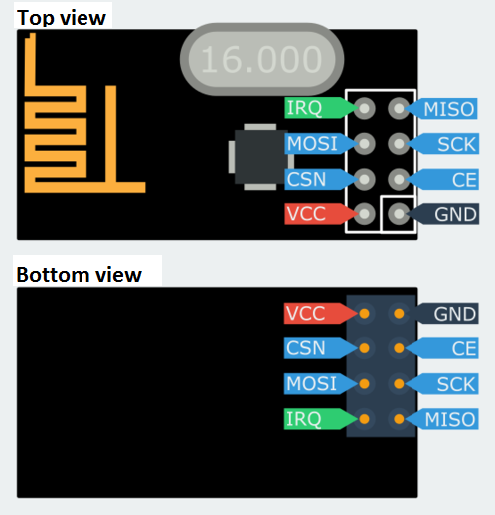 Top view
16.000
IRQ MISO
MOSI SCK
CSN CE
VCC GND
Bottom view
VCC GND
CSN CE
MOSI SCK
IRQ MISO